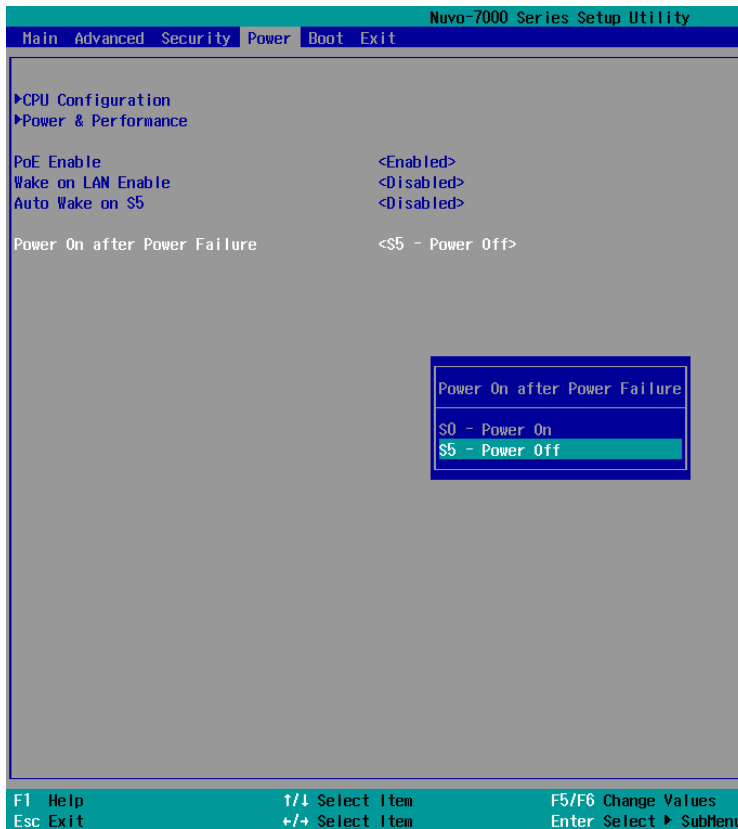 Nuvo-7000 Series Setup Utility
Main Advanced Security Power Boot Exit
▶CPU Configuration
▶Power & Performance
PoE Enable <Enabled>
Wake on LAN Enable <Disabled>
Auto Wake on S5 <Disabled>
Power On after Power Failure <S5 - Power Off>
Power On after Power Failure
S0 - Power On
S5 - Power Off
F1 Help ↑/↓ Select Item F5/F6 Change Values
Esc Exit ←/→ Select Item Enter Select ▶ SubMenu